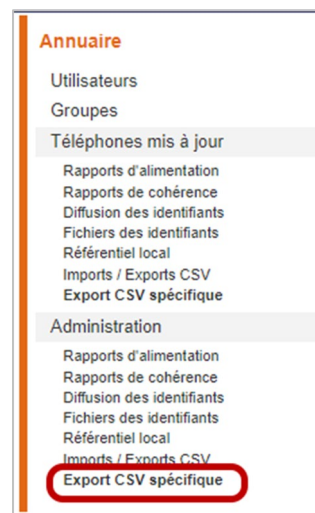 Annuaire
Utilisateurs
Groupes
Téléphones mis à jour
Rapports d'alimentation
Rapports de cohérence
Diffusion des identifiants
Fichiers des identifiants
Référentiel local
Imports / Exports CSV
Export CSV spécifique
Administration
Rapports d'alimentation
Rapports de cohérence
Diffusion des identifiants
Fichiers des identifiants
Référentiel local
Imports / Exports CSV
Export CSV spécifique